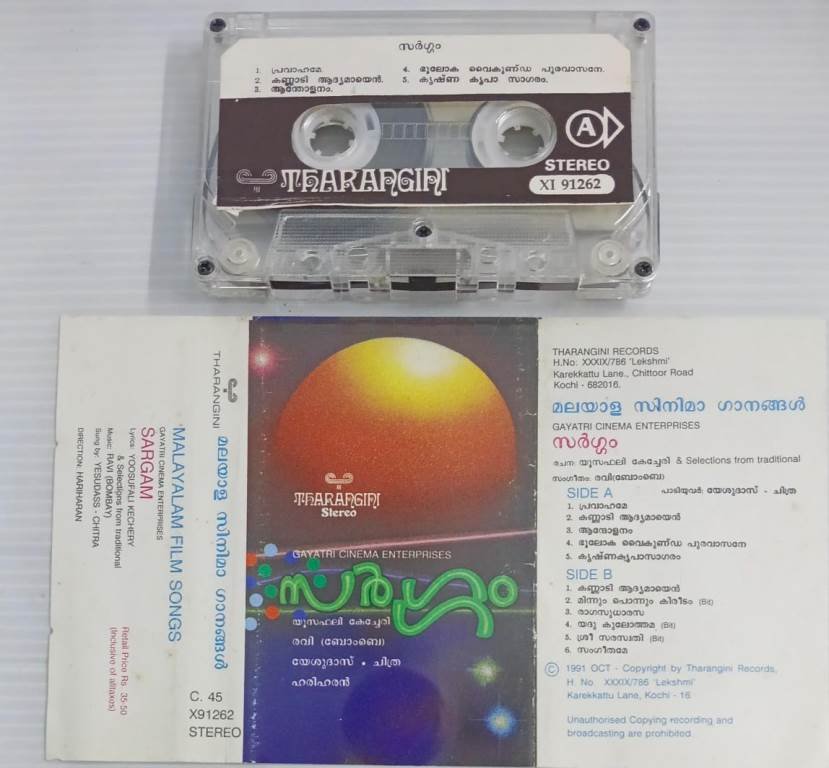 സർഗ്ഗം
1. പ്രവാഹമേ.
2. കണ്ണാടി ആദ്യമായെൻ.
3. ആന്തോളനം.
4. ഭൂലോക വൈകുണ്ഡ പുരവാസനേ.
5. കൃഷ്ണ കൃപാ സാഗരം.
A
STEREO
XI 91262
THARANGINI
THARANGINI
മലയാള സിനിമാ ഗാനങ്ങൾ
C. 45
X91262
STEREO
'MALAYALAM FILM SONGS
GAYATRI CINEMA ENTERPRISES
SARGAM
Lyrics: YOOSUFALI KECHERY
& Selections from traditional
Music: RAVI (BOMBAY)
Sung by: YESUDASS - CHITRA
DIRECTION: HARIHARAN
Retail Price Rs. 35-50
(Inclusive of alltaxes)
THARANGINI
Stereo
GAYATRI CINEMA ENTERPRISES
സർഗ്ഗം
യൂസഫലി കേച്ചേരി
രവി (ബോംബെ)
യേശുദാസ് • ചിത്ര
ഹരിഹരൻ
THARANGINI RECORDS
H.No: XXXIX/786 'Lekshmi'
Karekkattu Lane., Chittoor Road
Kochi - 682016.
മലയാള സിനിമാ ഗാനങ്ങൾ
GAYATRI CINEMA ENTERPRISES
സർഗ്ഗം
രചന: യൂസഫലി കേച്ചേരി & Selections from traditional
സംഗീതം: രവി(ബോംബെ)
പാടിയവർ: യേശുദാസ് - ചിത്ര
SIDE A
1. പ്രവാഹമേ
2. കണ്ണാടി ആദ്യമായെൻ
3. ആന്ദോളനം
4. ഭൂലോക വൈകുണ്ഠ പുരവാസനേ
5. കൃഷ്ണകൃപാസാഗരം
SIDE B
1. കണ്ണാടി ആദ്യമായെൻ
2. മിന്നും പൊന്നും കിരീടം (Bit)
3. രാഗസുധാരസ
4. യദു കുലോത്തമ (Bit)
5. ശ്രീ സരസ്വതി (Bit)
6. സംഗീതമേ
© 1991 OCT - Copyright by Tharangini Records,
H. No. XXXIX/786 'Lekshmi'
Karekkattu Lane, Kochi - 16
Unauthorised Copying recording and
broadcasting are prohibited